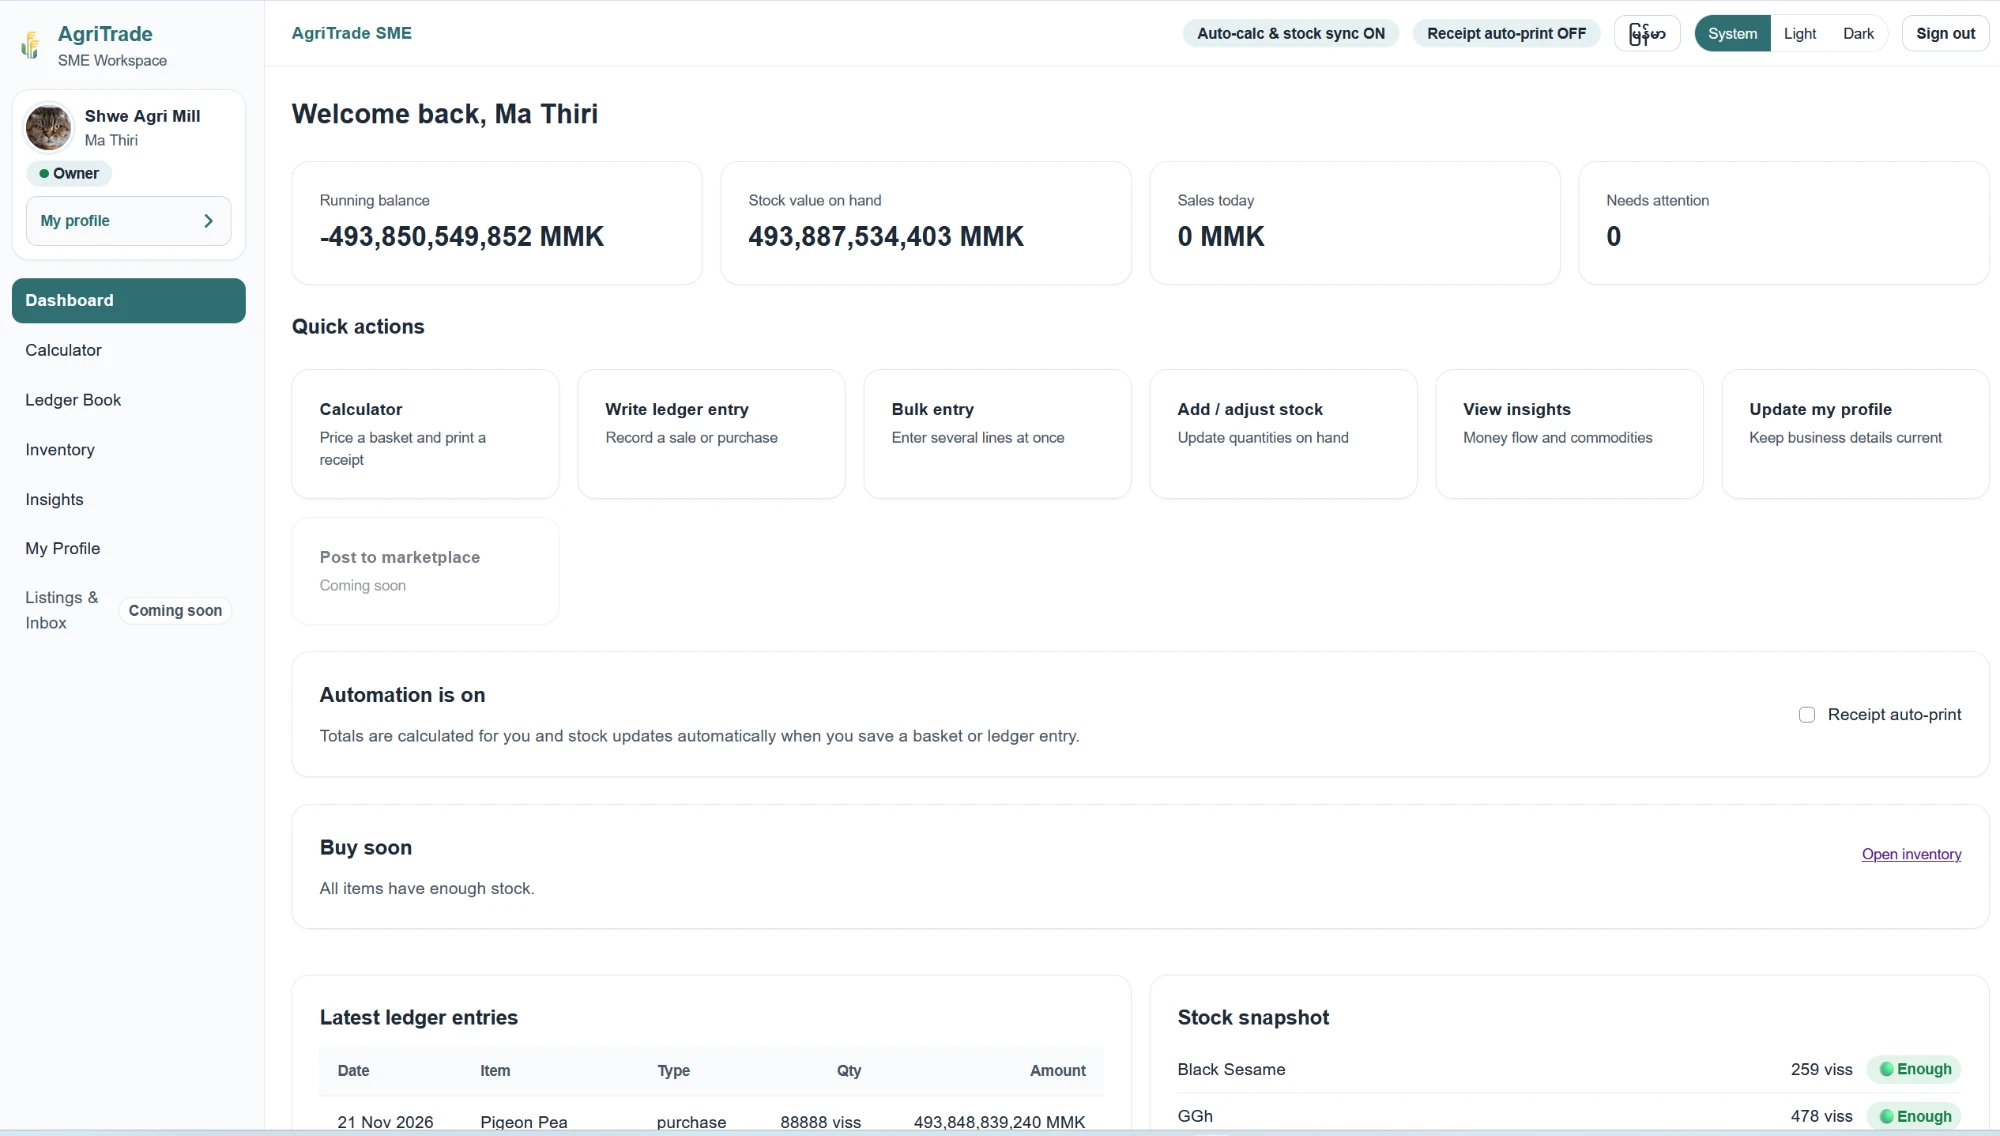 AgriTrade
SME Workspace
Shwe Agri Mill
Ma Thiri
Owner
My profile
Dashboard
Calculator
Ledger Book
Inventory
Insights
My Profile
Listings & Inbox
Coming soon
AgriTrade SME
Auto-calc & stock sync ON
Receipt auto-print OFF
မြန်မာ
System
Light
Dark
Sign out
Welcome back, Ma Thiri
Running balance
-493,850,549,852 MMK
Stock value on hand
493,887,534,403 MMK
Sales today
0 MMK
Needs attention
0
Quick actions
Calculator
Price a basket and print a
receipt
Write ledger entry
Record a sale or purchase
Bulk entry
Enter several lines at once
Add / adjust stock
Update quantities on hand
View insights
Money flow and commodities
Update my profile
Keep business details current
Post to marketplace
Coming soon
Automation is on
Totals are calculated for you and stock updates automatically when you save a basket or ledger entry.
Receipt auto-print
Buy soon
All items have enough stock.
Open inventory
Latest ledger entries
Date Item Type Qty Amount
21 Nov 2026 Pigeon Pea purchase 88888 viss 493,848,839,240 MMK
Stock snapshot
Black Sesame 259 viss Enough
GGh 478 viss Enough